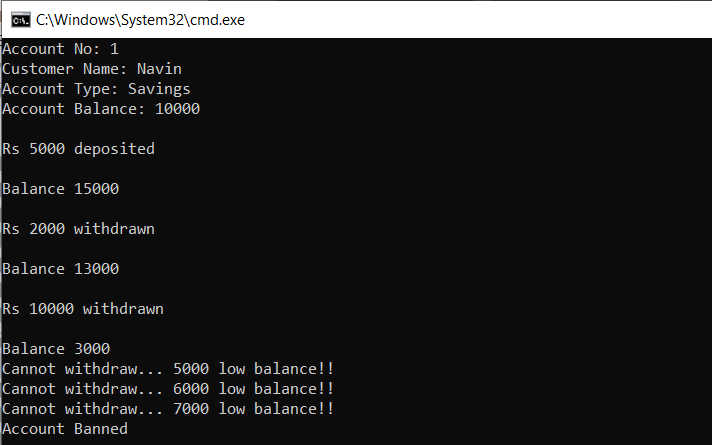 C:\Windows\System32\cmd.exe
Account No: 1
Customer Name: Navin
Account Type: Savings
Account Balance: 10000
Rs 5000 deposited
Balance 15000
Rs 2000 withdrawn
Balance 13000
Rs 10000 withdrawn
Balance 3000
Cannot withdraw... 5000 low balance!!
Cannot withdraw... 6000 low balance!!
Cannot withdraw... 7000 low balance!!
Account Banned